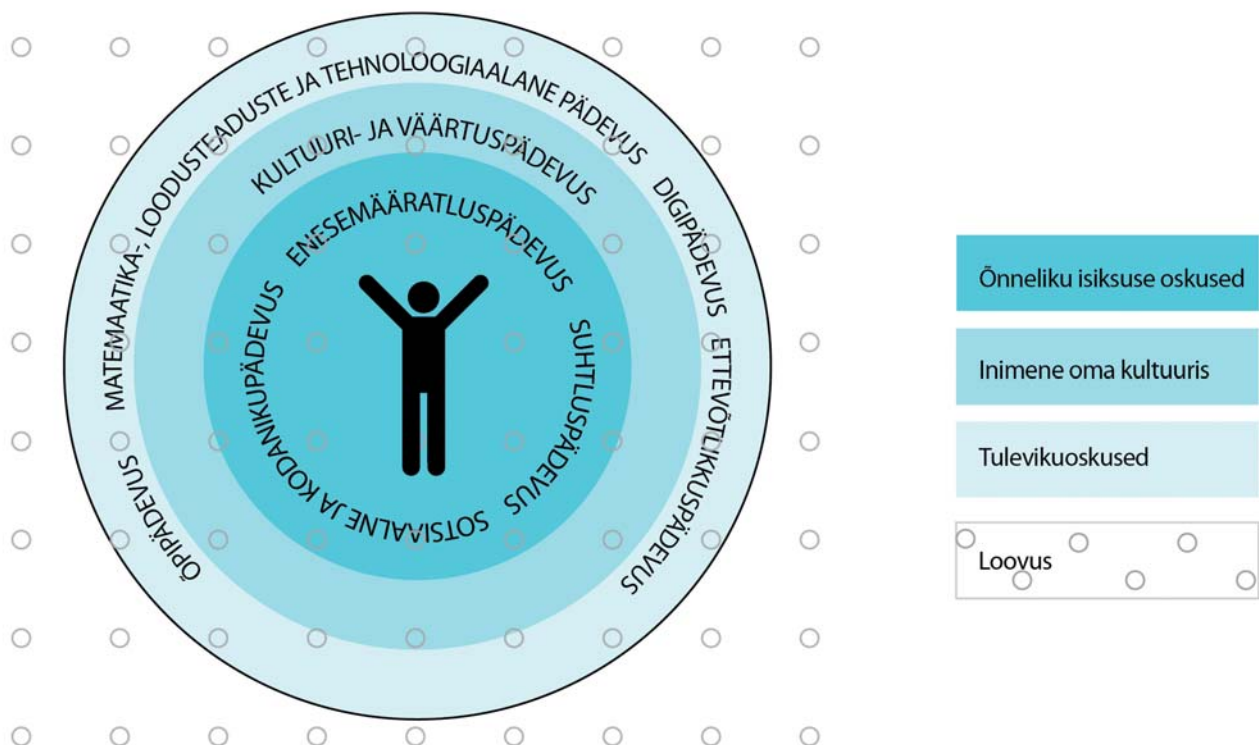 MATEMAATIKA-, LOODUSTEADUSTE JA TEHNOLOOGIAALANE PÄDEVUS
DIGIPÄDEVUS
ETTEVÕTLIKKUSPÄDEVUS
ÕPIPÄDEVUS
KULTUURI- JA VÄÄRTUSPÄDEVUS
ENESEMÄÄRATLUSPÄDEVUS
SUHTLUSPÄDEVUS
SOTSIAALNE JA KODANIKUPÄDEVUS
Õnneliku isiksuse oskused
Inimene oma kultuuris
Tulevikuoskused
Loovus